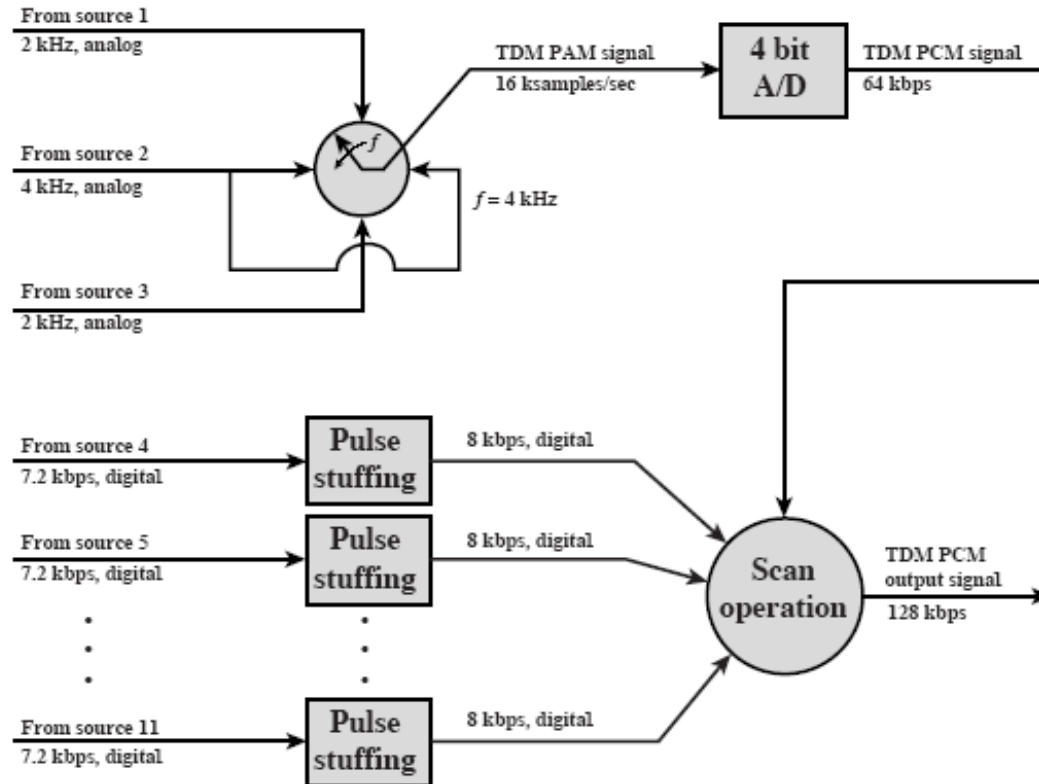 From source 1
2 kHz, analog
TDM PAM signal
16 ksamples/sec
4 bit
A/D
TDM PCM signal
64 kbps
From source 2
4 kHz, analog
f
f = 4 kHz
From source 3
2 kHz, analog
From source 4
7.2 kbps, digital
Pulse
stuffing
8 kbps, digital
From source 5
7.2 kbps, digital
Pulse
stuffing
8 kbps, digital
Scan
operation
TDM PCM
output signal
128 kbps
From source 11
7.2 kbps, digital
Pulse
stuffing
8 kbps, digital